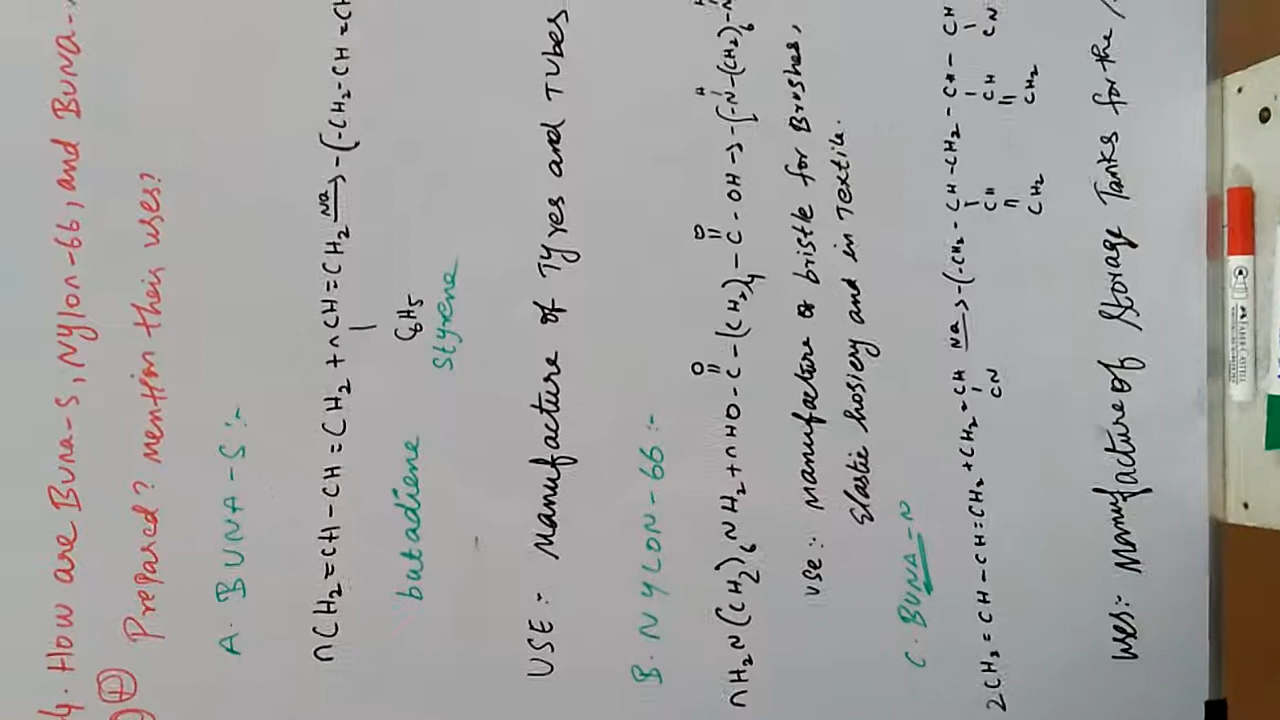 4. How are Buna-S, Nylon-66, and Buna-
Prepared? mention their uses?
A. BUNA-S :-
nCH2=CH-CH=CH2 + nCH=CH2 Na → -(-CH2-CH=
C6H5
butadiene Styrene
USE :- Manufacture of Tyres and Tubes
B. NYLON-66 :-
nH2N(CH2)6NH2 + nHO-C-(CH2)4-C-OH → -[-N-(CH2)6-
O O H
use :- Manufacture of bristle for Brushes,
Elastic hosiery and in Textile.
C. BUNA-N
2CH2=CH-CH=CH2 + CH2=CH Na → -(-CH2-CH-CH2-CH-CH
CN CH CH CN
CH2 CH2
uses:- Manufacture of Storage Tanks for the
FABER-CASTELL